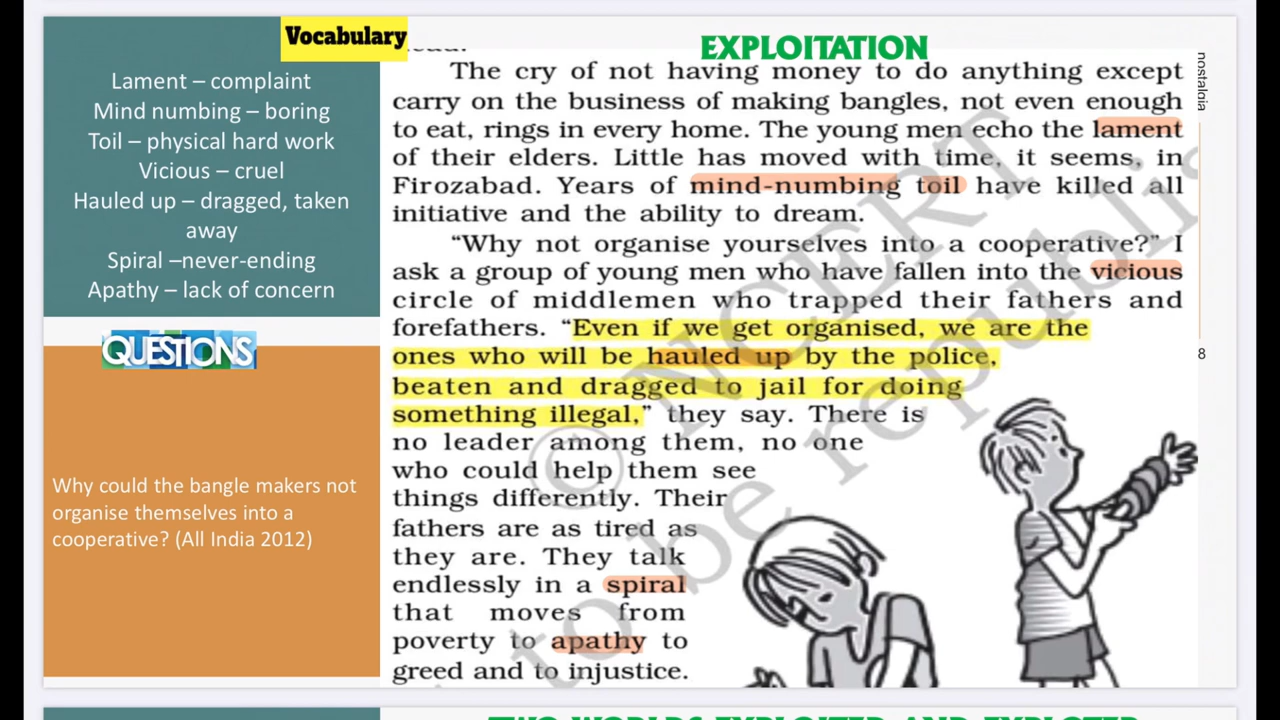 Vocabulary
Lament – complaint
Mind numbing – boring
Toil – physical hard work
Vicious – cruel
Hauled up – dragged, taken
away
Spiral –never-ending
Apathy – lack of concern
QUESTIONS
Why could the bangle makers not
organise themselves into a
cooperative? (All India 2012)
EXPLOITATION
The cry of not having money to do anything except
carry on the business of making bangles, not even enough
to eat, rings in every home. The young men echo the lament
of their elders. Little has moved with time, it seems, in
Firozabad. Years of mind-numbing toil have killed all
initiative and the ability to dream.
“Why not organise yourselves into a cooperative?” I
ask a group of young men who have fallen into the vicious
circle of middlemen who trapped their fathers and
forefathers. “Even if we get organised, we are the
ones who will be hauled up by the police,
beaten and dragged to jail for doing
something illegal,” they say. There is
no leader among them, no one
who could help them see
things differently. Their
fathers are as tired as
they are. They talk
endlessly in a spiral
that moves from
poverty to apathy to
greed and to injustice.
© NCERT
to be republis
nostalgia
8
TWO WORLDS EXPLOITED AND EXPLOTER